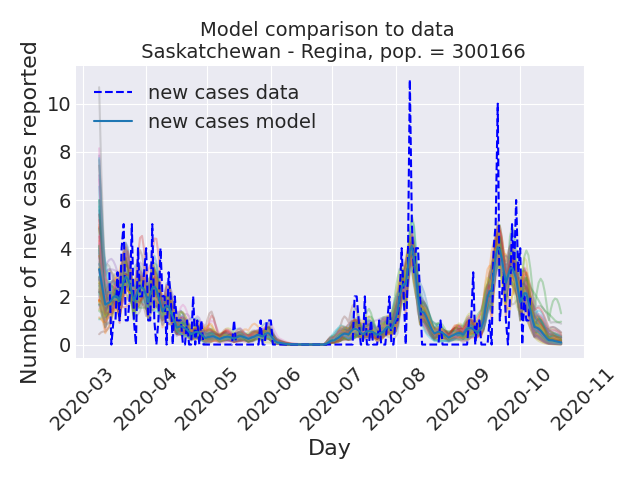 Model comparison to data
Saskatchewan - Regina, pop. = 300166
Number of new cases reported
10
8
6
4
2
0
new cases data
new cases model
2020-03
2020-04
2020-05
2020-06
2020-07
2020-08
2020-09
2020-10
2020-11
Day